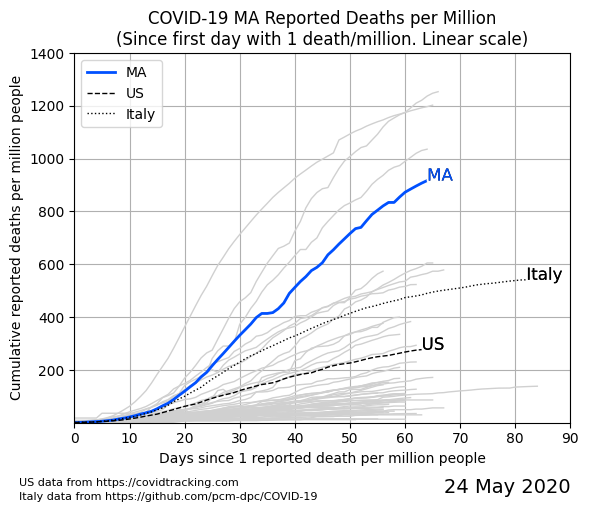 COVID-19 MA Reported Deaths per Million
(Since first day with 1 death/million. Linear scale)
Cumulative reported deaths per million people
1400
1200
1000
800
600
400
200
MA
US
Italy
MA
Italy
US
0 10 20 30 40 50 60 70 80 90
Days since 1 reported death per million people
US data from https://covidtracking.com
Italy data from https://github.com/pcm-dpc/COVID-19
24 May 2020